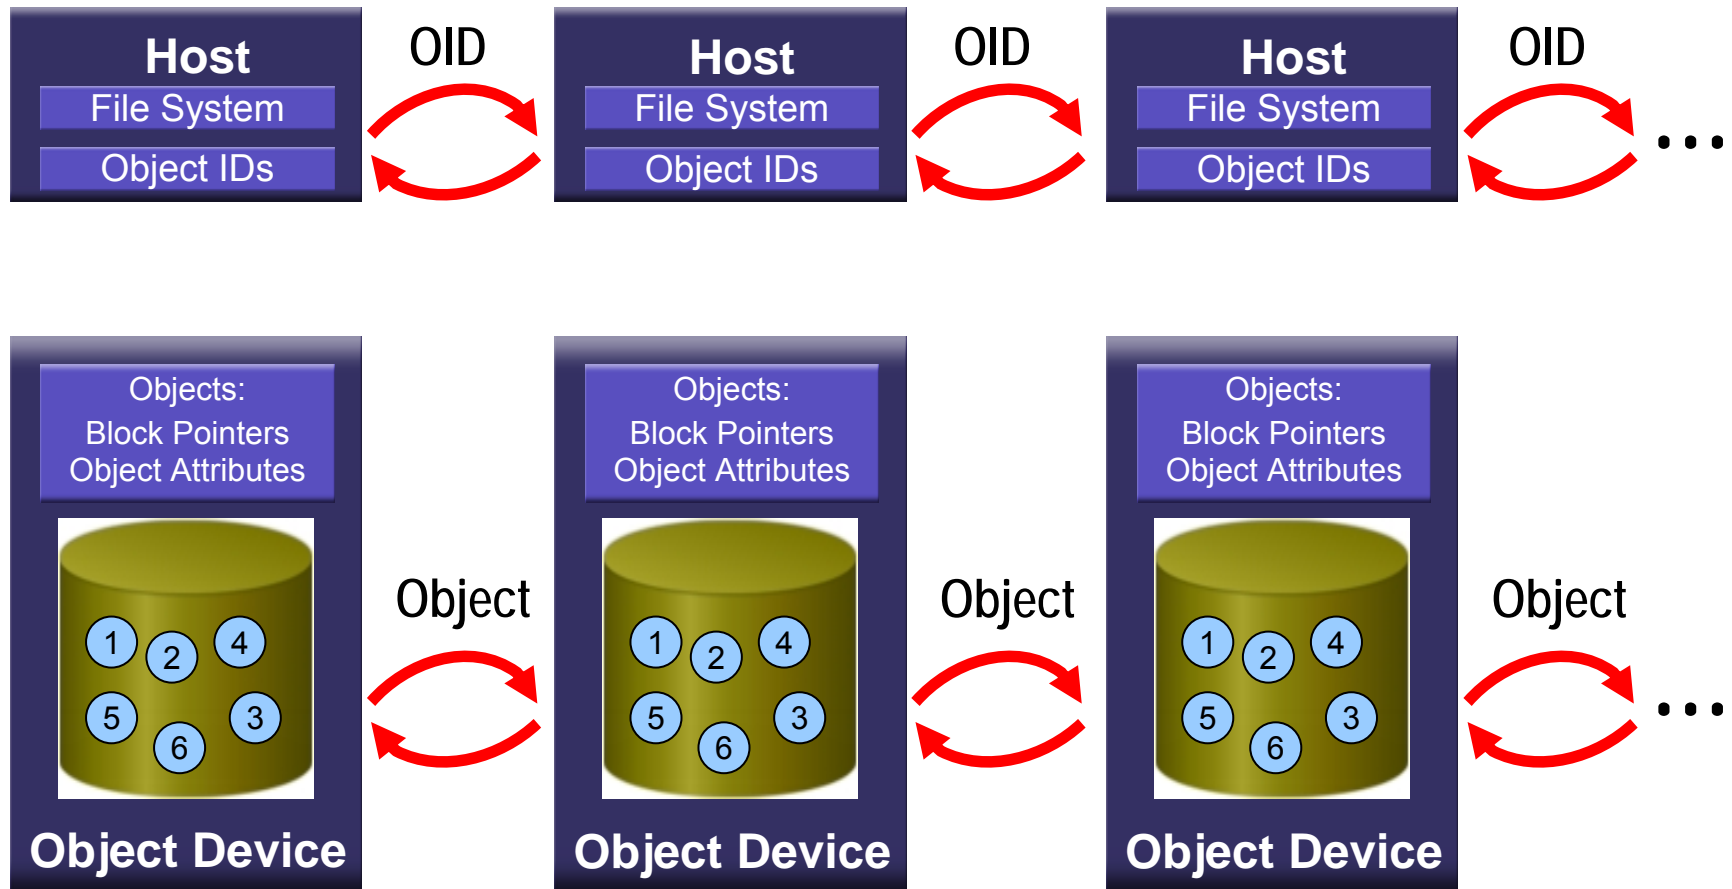 Host
File System
Object IDs
OID
Host
File System
Object IDs
OID
Host
File System
Object IDs
OID
...
Objects:
Block Pointers
Object Attributes
1
2
4
5
3
6
Object Device
Object
Objects:
Block Pointers
Object Attributes
1
2
4
5
3
6
Object Device
Object
Objects:
Block Pointers
Object Attributes
1
2
4
5
3
6
Object Device
Object
...